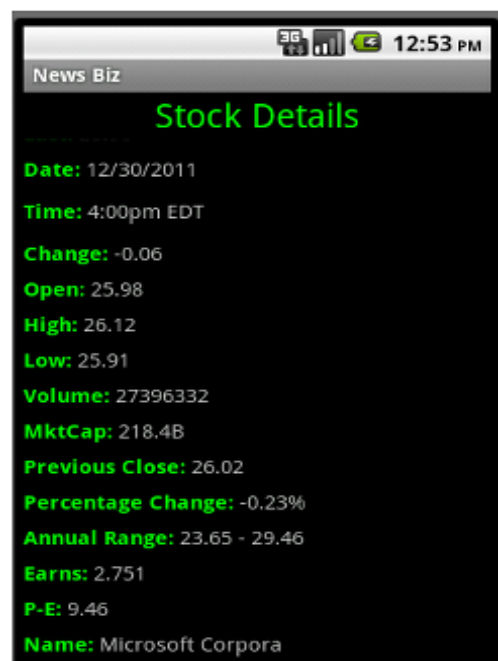 3G 12:53 PM
News Biz
Stock Details
Date: 12/30/2011
Time: 4:00pm EDT
Change: -0.06
Open: 25.98
High: 26.12
Low: 25.91
Volume: 27396332
MktCap: 218.4B
Previous Close: 26.02
Percentage Change: -0.23%
Annual Range: 23.65 - 29.46
Earns: 2.751
P-E: 9.46
Name: Microsoft Corpora